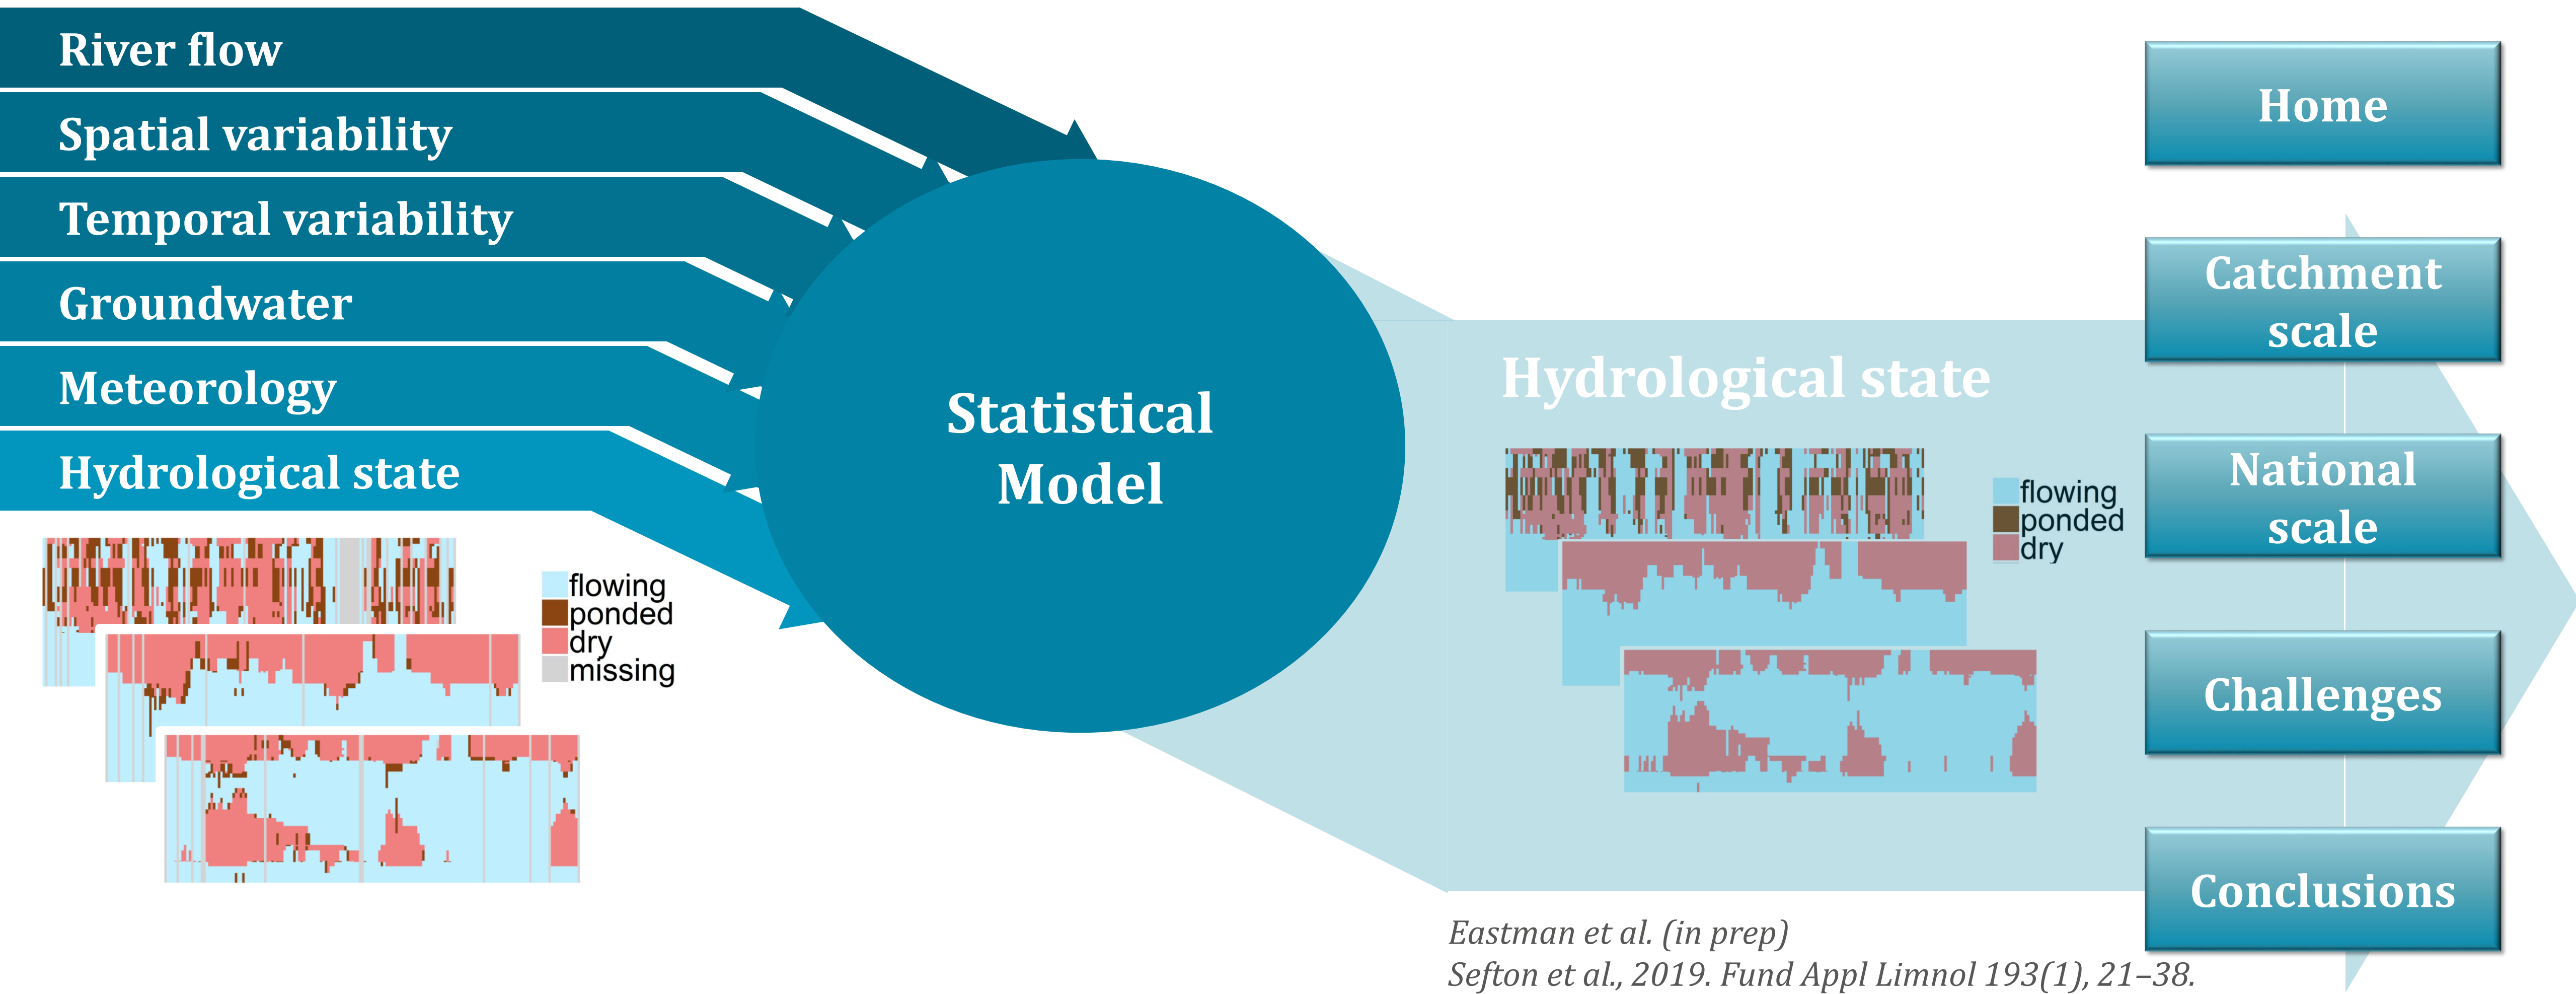 River flow
Spatial variability
Temporal variability
Groundwater
Meteorology
Hydrological state
flowing
ponded
dry
missing
Statistical
Model
Hydrological state
flowing
ponded
dry
Eastman et al. (in prep)
Sefton et al., 2019. Fund Appl Limnol 193(1), 21–38.
Home
Catchment
scale
National
scale
Challenges
Conclusions